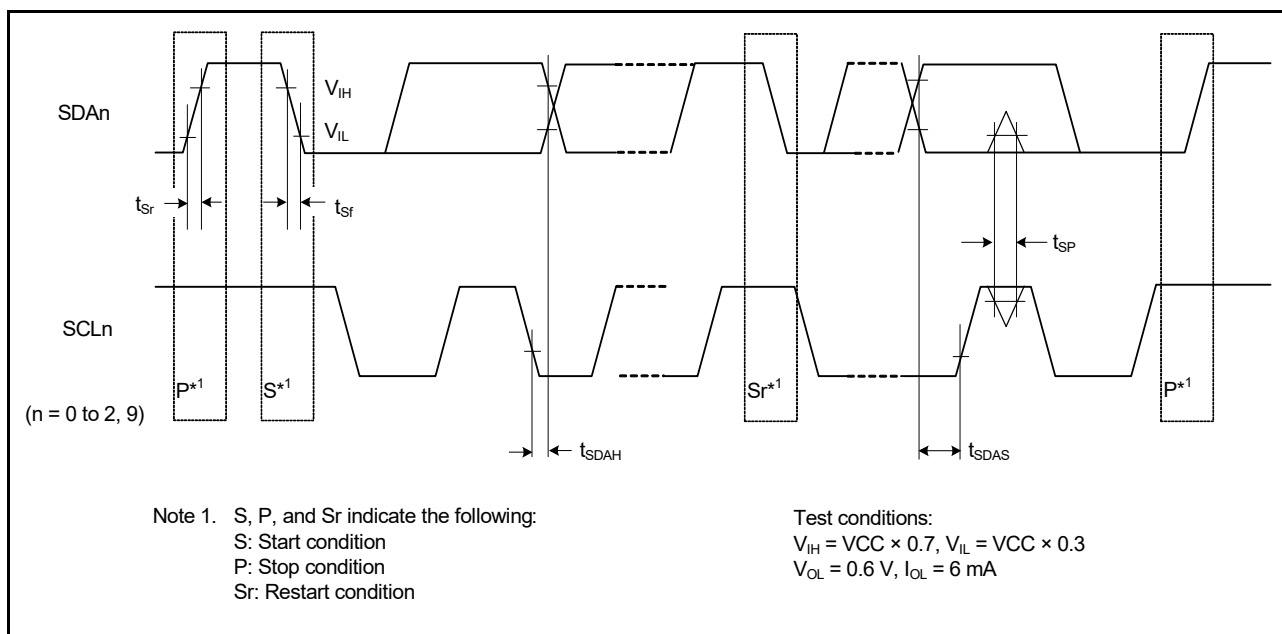 SDAn
V_IH
V_IL
t_Sr
t_Sf
t_SP
SCLn
P*1
S*1
Sr*1
P*1
(n = 0 to 2, 9)
t_SDAH
t_SDAS
Note 1. S, P, and Sr indicate the following:
S: Start condition
P: Stop condition
Sr: Restart condition
Test conditions:
V_IH = VCC × 0.7, V_IL = VCC × 0.3
V_OL = 0.6 V, I_OL = 6 mA